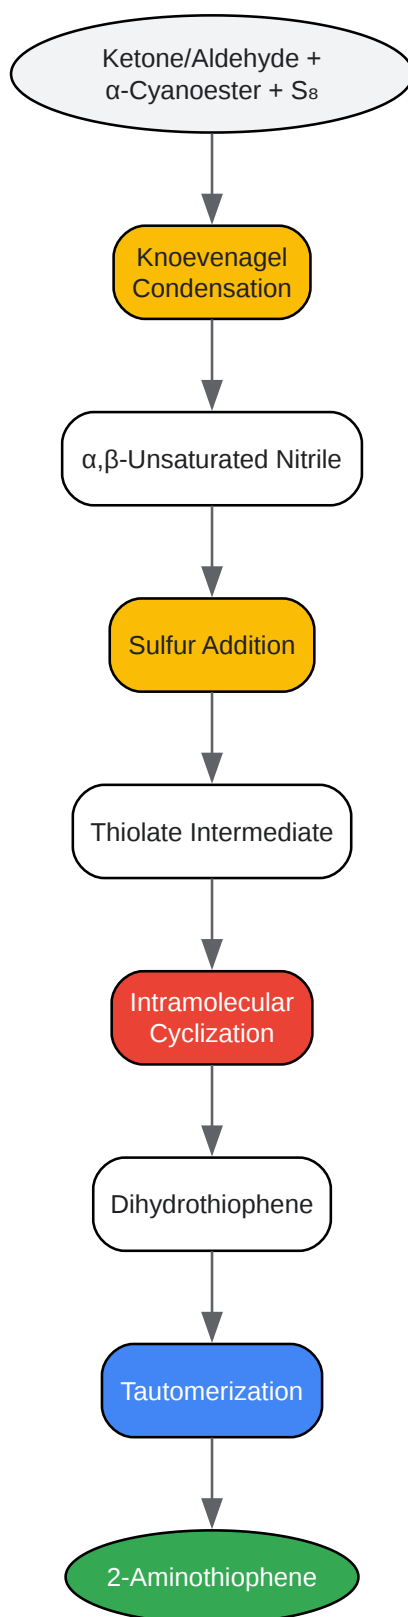 Ketone/Aldehyde +
α-Cyanoester + S₈
Knoevenagel
Condensation
α,β-Unsaturated Nitrile
Sulfur Addition
Thiolate Intermediate
Intramolecular
Cyclization
Dihydrothiophene
Tautomerization
2-Aminothiophene